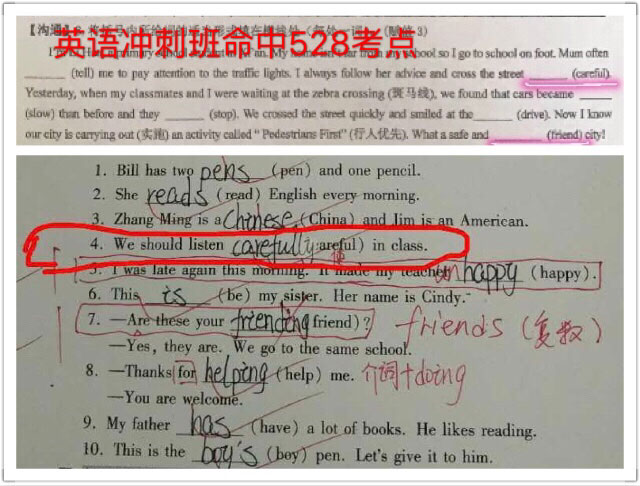 【沟通
英语冲刺班命中528考点
school so I go to school on foot. Mum often
____ (tell) me to pay attention to the traffic lights. I always follow her advice and cross the street ____ (careful)
Yesterday, when my classmates and I were waiting at the zebra crossing (斑马线), we found that cars became ____
(slow) than before and they ____ (stop). We crossed the street quickly and smiled at the ____ (drive). Now I know
our city is carrying out (实施) an activity called "Pedestrians First" (行人优先). What a safe and ____ (friend) city!
1. Bill has two pens (pen) and one pencil.
2. She reads (read) English every morning.
3. Zhang Ming is a Chinese (China) and Jim is an American.
4. We should listen carefully careful) in class.
5. I was late again this morning. It made my teacher unhappy (happy).
6. This is (be) my sister. Her name is Cindy.
7. —Are these your friending friend)? friends (复数)
—Yes, they are. We go to the same school.
8. —Thanks for helping (help) me. 介词+doing
—You are welcome.
9. My father has (have) a lot of books. He likes reading.
10. This is the boy's (boy) pen. Let's give it to him.